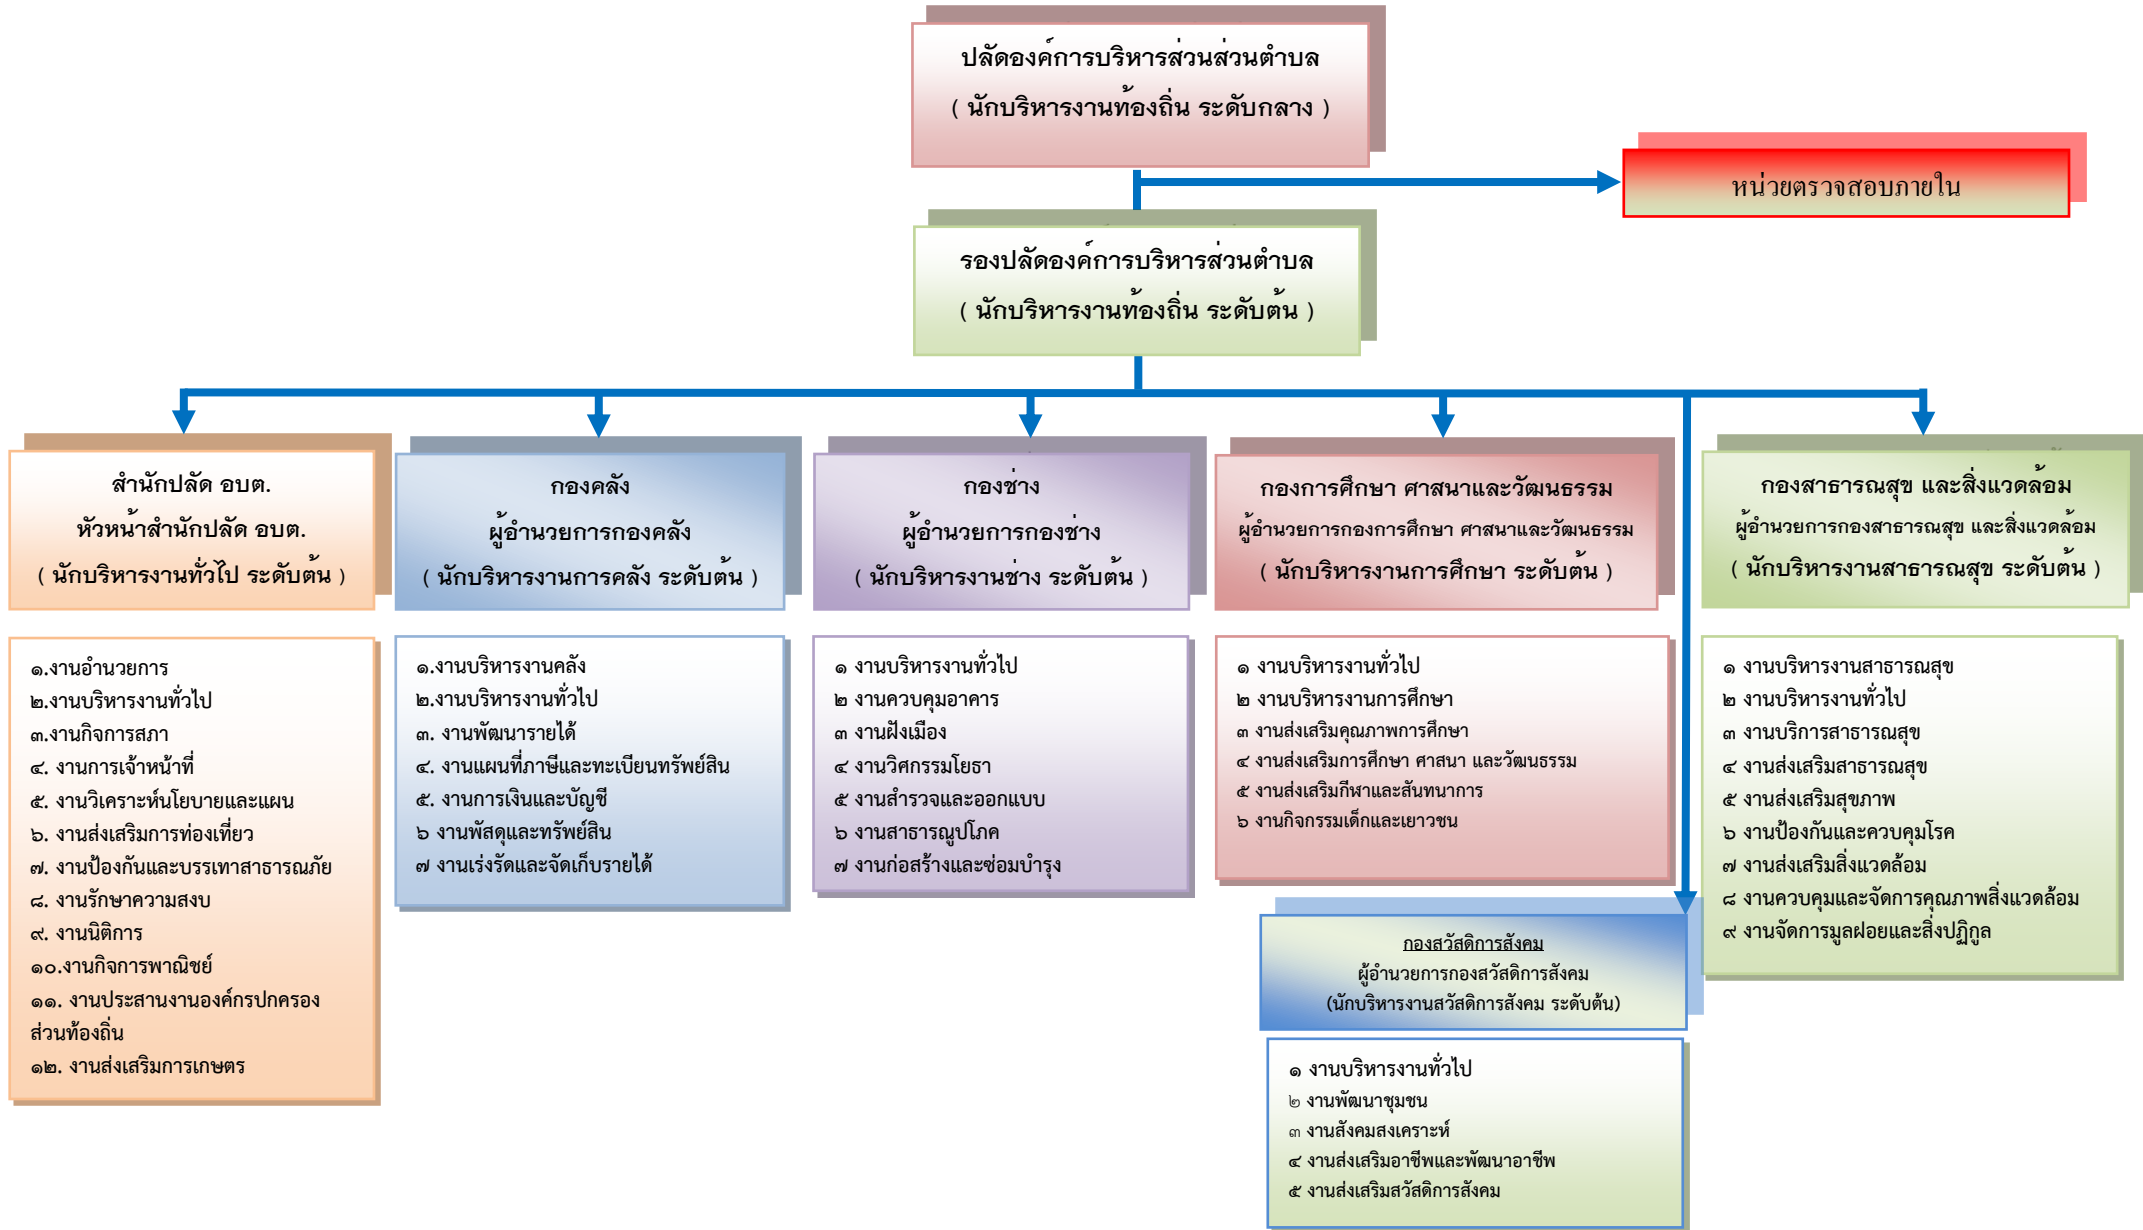 ปลัดองค์การบริหารส่วนส่วนตำบล
( นักบริหารงานท้องถิ่น ระดับกลาง )
หน่วยตรวจสอบภายใน
รองปลัดองค์การบริหารส่วนตำบล
( นักบริหารงานท้องถิ่น ระดับต้น )
สำนักปลัด อบต.
หัวหน้าสำนักปลัด อบต.
( นักบริหารงานทั่วไป ระดับต้น )
๑.งานอำนวยการ
๒.งานบริหารงานทั่วไป
๓.งานกิจการสภา
๔. งานการเจ้าหน้าที่
๕. งานวิเคราะห์นโยบายและแผน
๖. งานส่งเสริมการท่องเที่ยว
๗. งานป้องกันและบรรเทาสาธารณภัย
๘. งานรักษาความสงบ
๙. งานนิติการ
๑๐.งานกิจการพาณิชย์
๑๑. งานประสานงานองค์กรปกครอง
ส่วนท้องถิ่น
๑๒. งานส่งเสริมการเกษตร
กองคลัง
ผู้อำนวยการกองคลัง
( นักบริหารงานการคลัง ระดับต้น )
๑.งานบริหารงานคลัง
๒.งานบริหารงานทั่วไป
๓. งานพัฒนารายได้
๔. งานแผนที่ภาษีและทะเบียนทรัพย์สิน
๕. งานการเงินและบัญชี
๖ งานพัสดุและทรัพย์สิน
๗ งานเร่งรัดและจัดเก็บรายได้
กองช่าง
ผู้อำนวยการกองช่าง
( นักบริหารงานช่าง ระดับต้น )
๑ งานบริหารงานทั่วไป
๒ งานควบคุมอาคาร
๓ งานฝังเมือง
๔ งานวิศกรรมโยธา
๕ งานสำรวจและออกแบบ
๖ งานสาธารณูปโภค
๗ งานก่อสร้างและซ่อมบำรุง
กองการศึกษา ศาสนาและวัฒนธรรม
ผู้อำนวยการกองการศึกษา ศาสนาและวัฒนธรรม
( นักบริหารงานการศึกษา ระดับต้น )
๑ งานบริหารงานทั่วไป
๒ งานบริหารงานการศึกษา
๓ งานส่งเสริมคุณภาพการศึกษา
๔ งานส่งเสริมการศึกษา ศาสนา และวัฒนธรรม
๕ งานส่งเสริมกีฬาและสันทนาการ
๖ งานกิจกรรมเด็กและเยาวชน
กองสวัสดิการสังคม
ผู้อำนวยการกองสวัสดิการสังคม
(นักบริหารงานสวัสดิการสังคม ระดับต้น)
๑ งานบริหารงานทั่วไป
๒ งานพัฒนาชุมชน
๓ งานสังคมสงเคราะห์
๔ งานส่งเสริมอาชีพและพัฒนาอาชีพ
๕ งานส่งเสริมสวัสดิการสังคม
กองสาธารณสุข และสิ่งแวดล้อม
ผู้อำนวยการกองสาธารณสุข และสิ่งแวดล้อม
( นักบริหารงานสาธารณสุข ระดับต้น )
๑ งานบริหารงานสาธารณสุข
๒ งานบริหารงานทั่วไป
๓ งานบริการสาธารณสุข
๔ งานส่งเสริมสาธารณสุข
๕ งานส่งเสริมสุขภาพ
๖ งานป้องกันและควบคุมโรค
๗ งานส่งเสริมสิ่งแวดล้อม
๘ งานควบคุมและจัดการคุณภาพสิ่งแวดล้อม
๙ งานจัดการมูลฝอยและสิ่งปฏิกูล